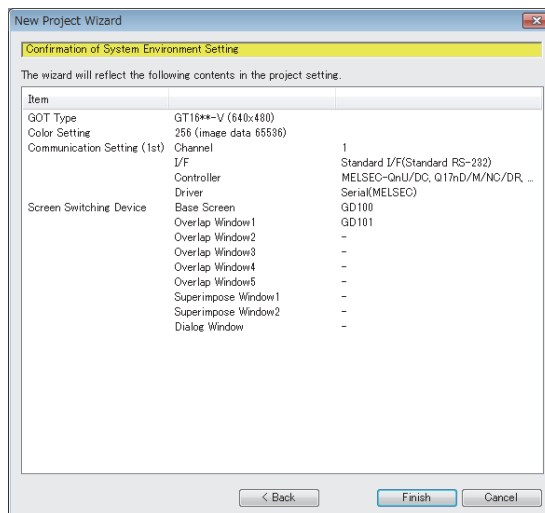 New Project Wizard
Confirmation of System Environment Setting
The wizard will reflect the following contents in the project setting.
Item
GOT Type GT16**-V (640x480)
Color Setting 256 (image data 65536)
Communication Setting (1st) Channel 1
I/F Standard I/F(Standard RS-232)
Controller MELSEC-QnU/DC, Q17nD/M/NC/DR, ...
Driver Serial(MELSEC)
Screen Switching Device Base Screen GD100
Overlap Window1 GD101
Overlap Window2 -
Overlap Window3 -
Overlap Window4 -
Overlap Window5 -
Superimpose Window1 -
Superimpose Window2 -
Dialog Window -
< Back Finish Cancel